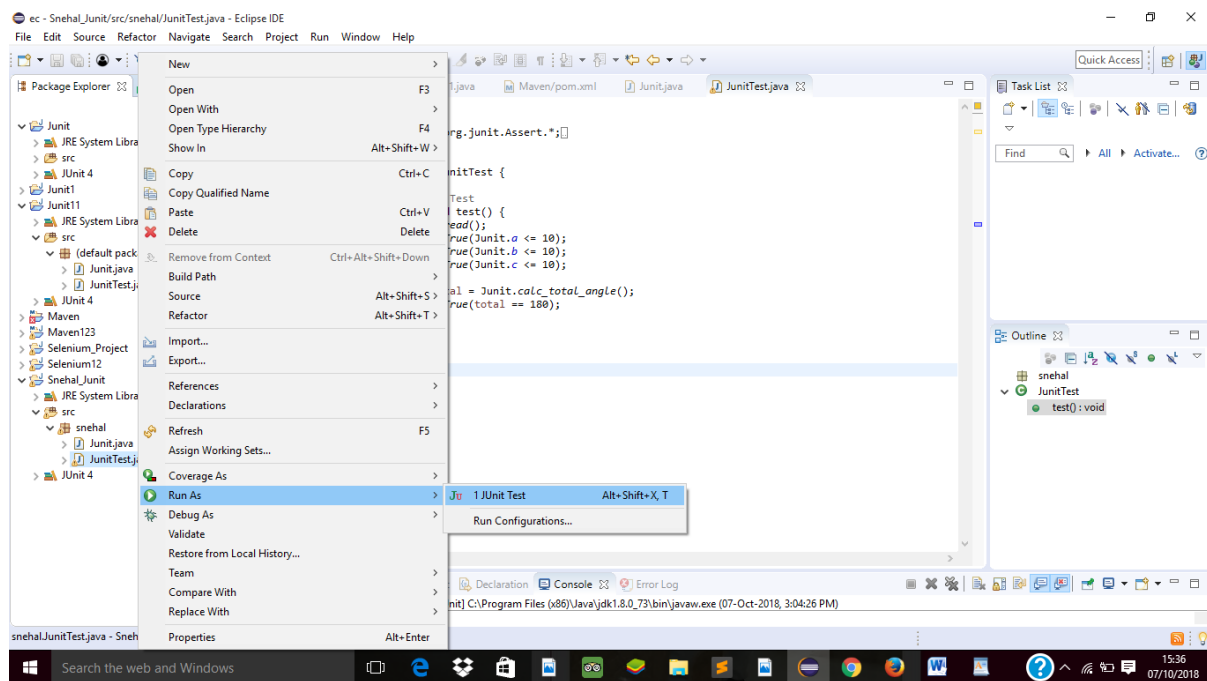 ec - Snehal_Junit/src/snehal/JunitTest.java - Eclipse IDE
File Edit Source Refactor Navigate Search Project Run Window Help
Quick Access
Package Explorer
Junit
JRE System Libra
src
JUnit 4
Junit1
Junit11
JRE System Libra
src
(default pack
Junit.java
JunitTest.j
JUnit 4
Maven
Maven123
Selenium_Project
Selenium12
Snehal_Junit
JRE System Libra
src
snehal
Junit.java
JunitTest.j
JUnit 4
New
Open F3
Open With
Open Type Hierarchy F4
Show In Alt+Shift+W
Copy Ctrl+C
Copy Qualified Name
Paste Ctrl+V
Delete Delete
Remove from Context Ctrl+Alt+Shift+Down
Build Path
Source Alt+Shift+S
Refactor Alt+Shift+T
Import...
Export...
References
Declarations
Refresh F5
Assign Working Sets...
Coverage As
Run As
Debug As
Validate
Restore from Local History...
Team
Compare With
Replace With
Properties Alt+Enter
1 JUnit Test Alt+Shift+X, T
Run Configurations...
1.java Maven/pom.xml Junit.java JunitTest.java
org.junit.Assert.*;
unitTest {
Test
test() {
ead();
rue(Junit.a <= 10);
rue(Junit.b <= 10);
rue(Junit.c <= 10);
al = Junit.calc_total_angle();
rue(total == 180);
Task List
Find All Activate...
Outline
snehal
JunitTest
test() : void
Declaration Console Error Log
nit] C:\Program Files (x86)\Java\jdk1.8.0_73\bin\javaw.exe (07-Oct-2018, 3:04:26 PM)
snehal.JunitTest.java - Sneh
Search the web and Windows
15:36
07/10/2018